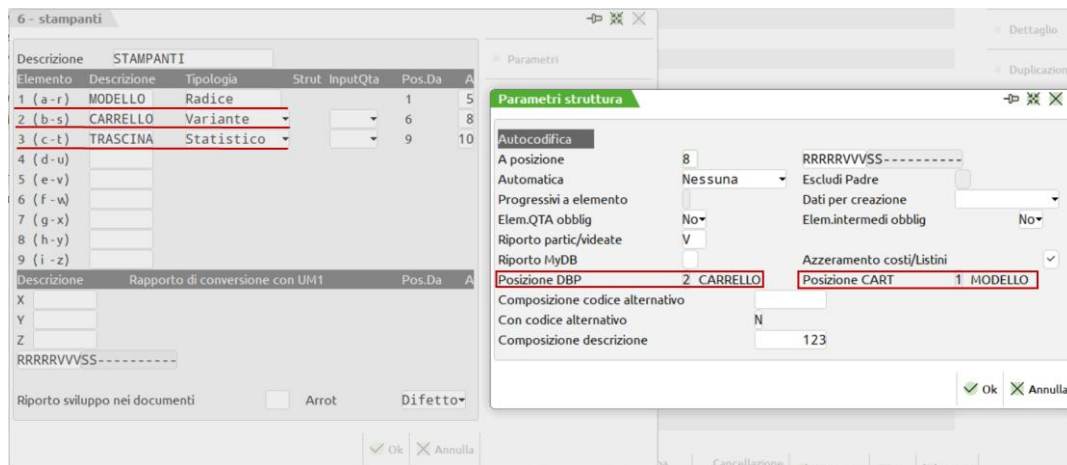 6 - stampanti
Dettaglio
Descrizione STAMPANTI
Parametri
Duplicazion
Elemento Descrizione Tipologia Strut InputQta Pos.Da A
1 (a-r) MODELLO Radice 1 5
2 (b-s) CARRELLO Variante 6 8
3 (c-t) TRASCINA Statistico 9 10
4 (d-u)
5 (e-v)
6 (f-w)
7 (g-x)
8 (h-y)
9 (i-z)
Descrizione Rapporto di conversione con UM1 Pos.Da A
X
Y
Z
RRRRRVVVSS----------
Riporto sviluppo nei documenti Arrot Difetto
Ok Annulla
Parametri struttura
Autocodifica
A posizione 8 RRRRRVVVSS----------
Automatica Nessuna Escludi Padre
Progressivi a elemento Dati per creazione
Elem.QTA obblig No Elem.intermedi obblig No
Riporto partic/videate V
Riporto MyDB Azzeramento costi/Listini
Posizione DBP 2 CARRELLO Posizione CART 1 MODELLO
Composizione codice alternativo
Con codice alternativo N
Composizione descrizione 123
Ok Annulla
Cancellazione